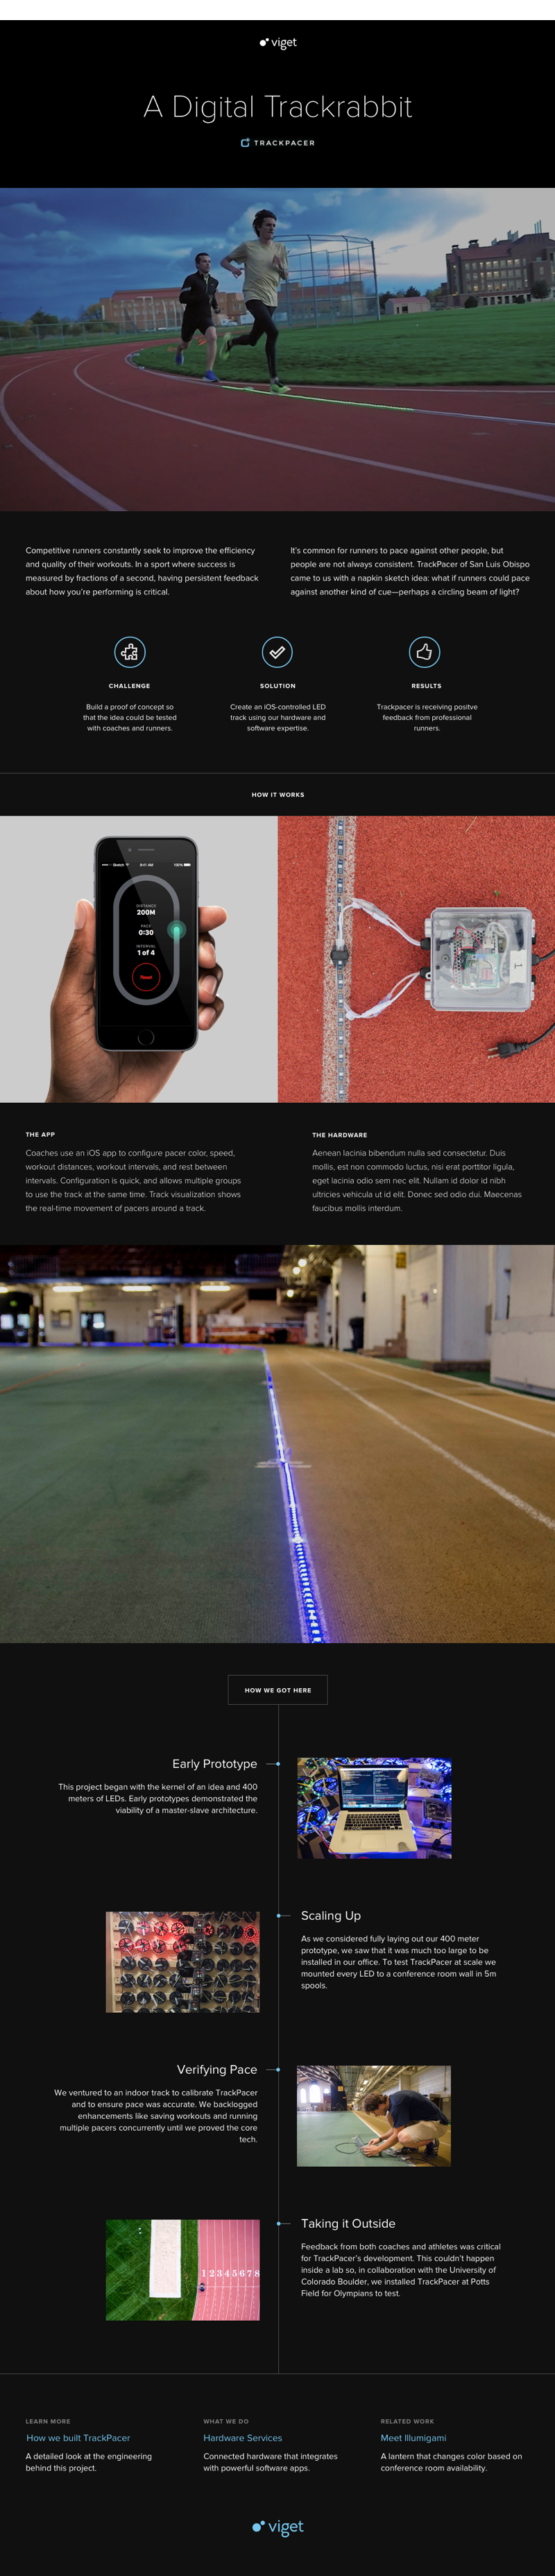 viget
A Digital Trackrabbit
TRACKPACER
Competitive runners constantly seek to improve the efficiency
and quality of their workouts. In a sport where success is
measured by fractions of a second, having persistent feedback
about how you're performing is critical.
It's common for runners to pace against other people, but
people are not always consistent. TrackPacer of San Luis Obispo
came to us with a napkin sketch idea: what if runners could pace
against another kind of cue—perhaps a circling beam of light?
CHALLENGE
Build a proof of concept so
that the idea could be tested
with coaches and runners.
SOLUTION
Create an iOS-controlled LED
track using our hardware and
software expertise.
RESULTS
Trackpacer is receiving positve
feedback from professional
runners.
HOW IT WORKS
Sketch
9:41 AM
100%
DISTANCE
200M
PACE
0:30
INTERVAL
1 of 4
Reset
1
THE APP
Coaches use an iOS app to configure pacer color, speed,
workout distances, workout intervals, and rest between
intervals. Configuration is quick, and allows multiple groups
to use the track at the same time. Track visualization shows
the real-time movement of pacers around a track.
THE HARDWARE
Aenean lacinia bibendum nulla sed consectetur. Duis
mollis, est non commodo luctus, nisi erat porttitor ligula,
eget lacinia odio sem nec elit. Nullam id dolor id nibh
ultricies vehicula ut id elit. Donec sed odio dui. Maecenas
faucibus mollis interdum.
HOW WE GOT HERE
Early Prototype
This project began with the kernel of an idea and 400
meters of LEDs. Early prototypes demonstrated the
viability of a master-slave architecture.
Scaling Up
As we considered fully laying out our 400 meter
prototype, we saw that it was much too large to be
installed in our office. To test TrackPacer at scale we
mounted every LED to a conference room wall in 5m
spools.
Verifying Pace
We ventured to an indoor track to calibrate TrackPacer
and to ensure pace was accurate. We backlogged
enhancements like saving workouts and running
multiple pacers concurrently until we proved the core
tech.
1 2 3 4 5 6 7 8
Taking it Outside
Feedback from both coaches and athletes was critical
for TrackPacer's development. This couldn't happen
inside a lab so, in collaboration with the University of
Colorado Boulder, we installed TrackPacer at Potts
Field for Olympians to test.
LEARN MORE
How we built TrackPacer
A detailed look at the engineering
behind this project.
WHAT WE DO
Hardware Services
Connected hardware that integrates
with powerful software apps.
RELATED WORK
Meet Illumigami
A lantern that changes color based on
conference room availability.
viget